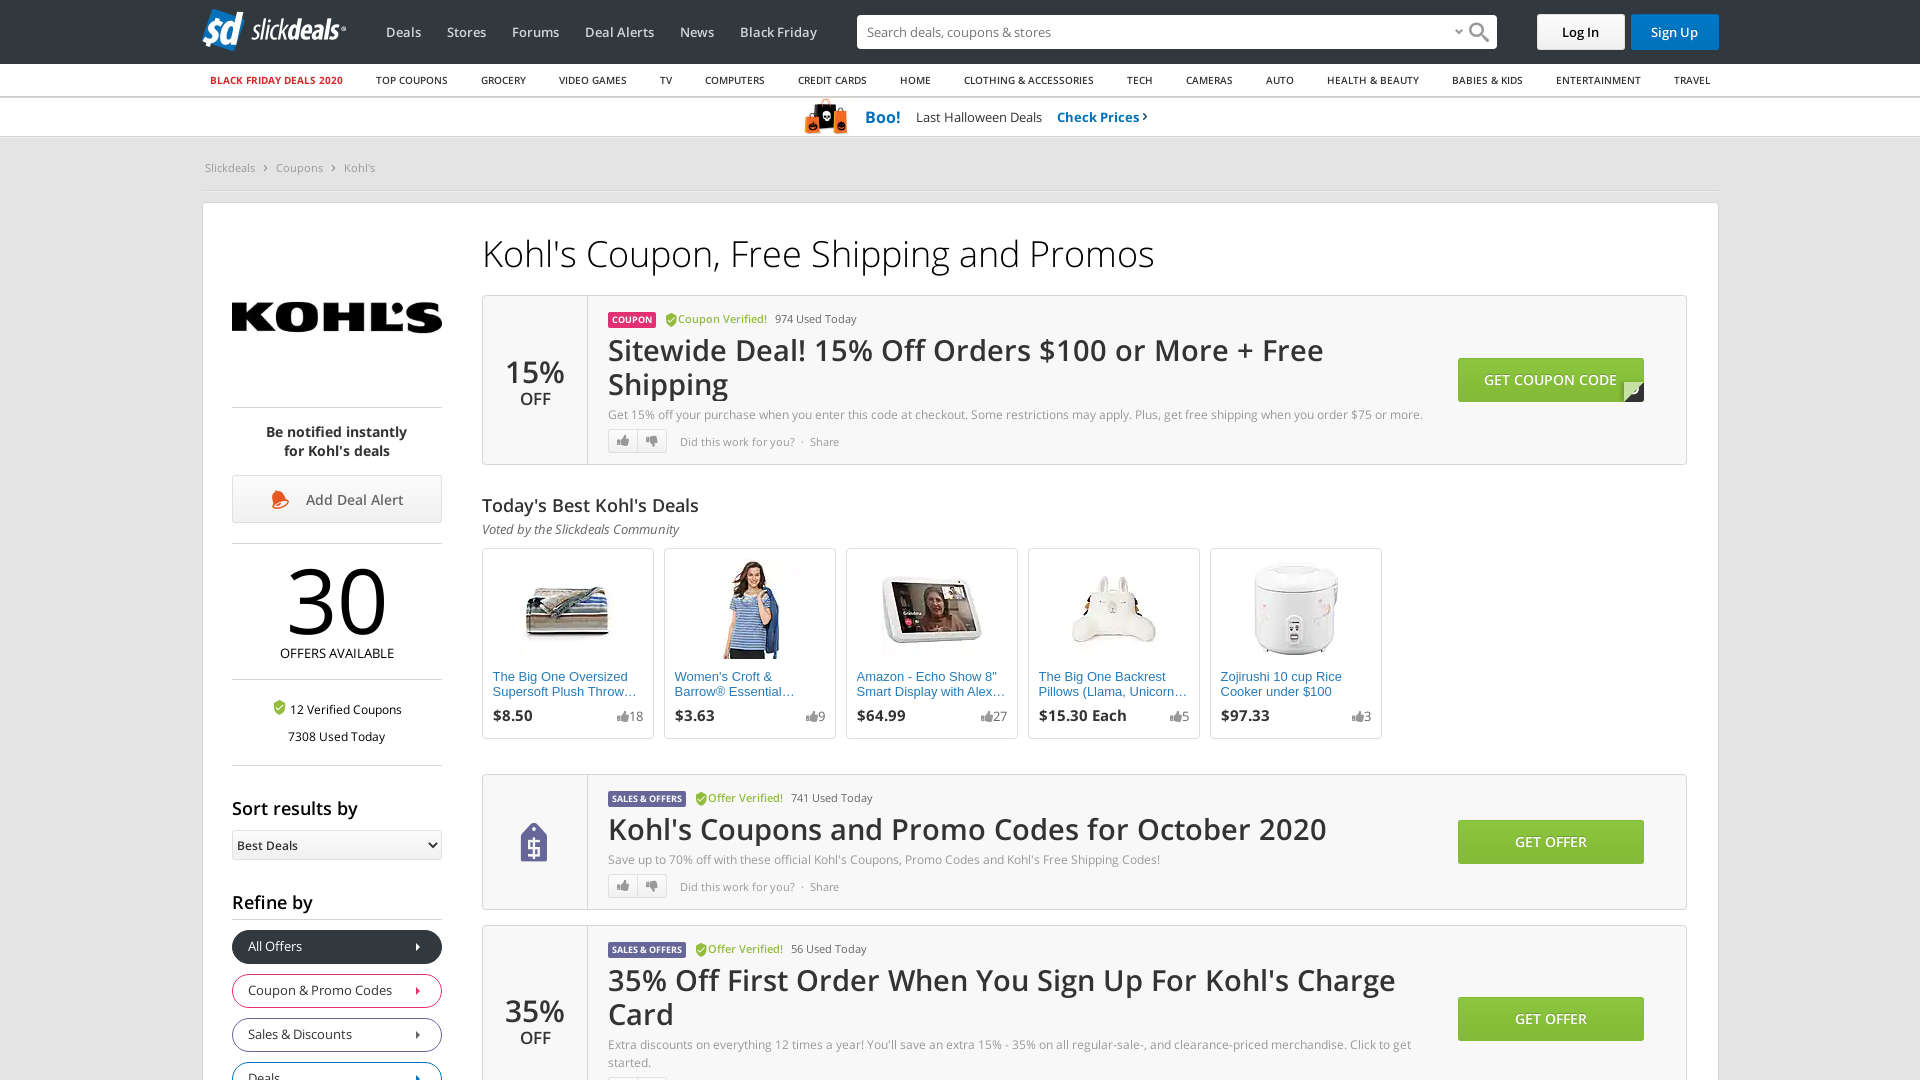 slickdeals
Deals
Stores
Forums
Deal Alerts
News
Black Friday
Search deals, coupons & stores
Log In
Sign Up
BLACK FRIDAY DEALS 2020
TOP COUPONS
GROCERY
VIDEO GAMES
TV
COMPUTERS
CREDIT CARDS
HOME
CLOTHING & ACCESSORIES
TECH
CAMERAS
AUTO
HEALTH & BEAUTY
BABIES & KIDS
ENTERTAINMENT
TRAVEL
Boo! Last Halloween Deals Check Prices
Slickdeals > Coupons > Kohl's
KOHL'S
Be notified instantly
for Kohl's deals
Add Deal Alert
30
OFFERS AVAILABLE
12 Verified Coupons
7308 Used Today
Sort results by
Best Deals
Refine by
All Offers
Coupon & Promo Codes
Sales & Discounts
Deals
Kohl's Coupon, Free Shipping and Promos
15%
OFF
COUPON Coupon Verified! 974 Used Today
Sitewide Deal! 15% Off Orders $100 or More + Free
Shipping
Get 15% off your purchase when you enter this code at checkout. Some restrictions may apply. Plus, get free shipping when you order $75 or more.
Did this work for you? · Share
GET COUPON CODE
Today's Best Kohl's Deals
Voted by the Slickdeals Community
The Big One Oversized
Supersoft Plush Throw…
$8.50 18
Women's Croft &
Barrow® Essential…
$3.63 9
Amazon - Echo Show 8"
Smart Display with Alex…
$64.99 27
The Big One Backrest
Pillows (Llama, Unicorn…
$15.30 Each 5
Zojirushi 10 cup Rice
Cooker under $100
$97.33 3
SALES & OFFERS Offer Verified! 741 Used Today
Kohl's Coupons and Promo Codes for October 2020
Save up to 70% off with these official Kohl's Coupons, Promo Codes and Kohl's Free Shipping Codes!
Did this work for you? · Share
GET OFFER
35%
OFF
SALES & OFFERS Offer Verified! 56 Used Today
35% Off First Order When You Sign Up For Kohl's Charge
Card
Extra discounts on everything 12 times a year! You'll save an extra 15% - 35% on all regular-sale-, and clearance-priced merchandise. Click to get
started.
GET OFFER